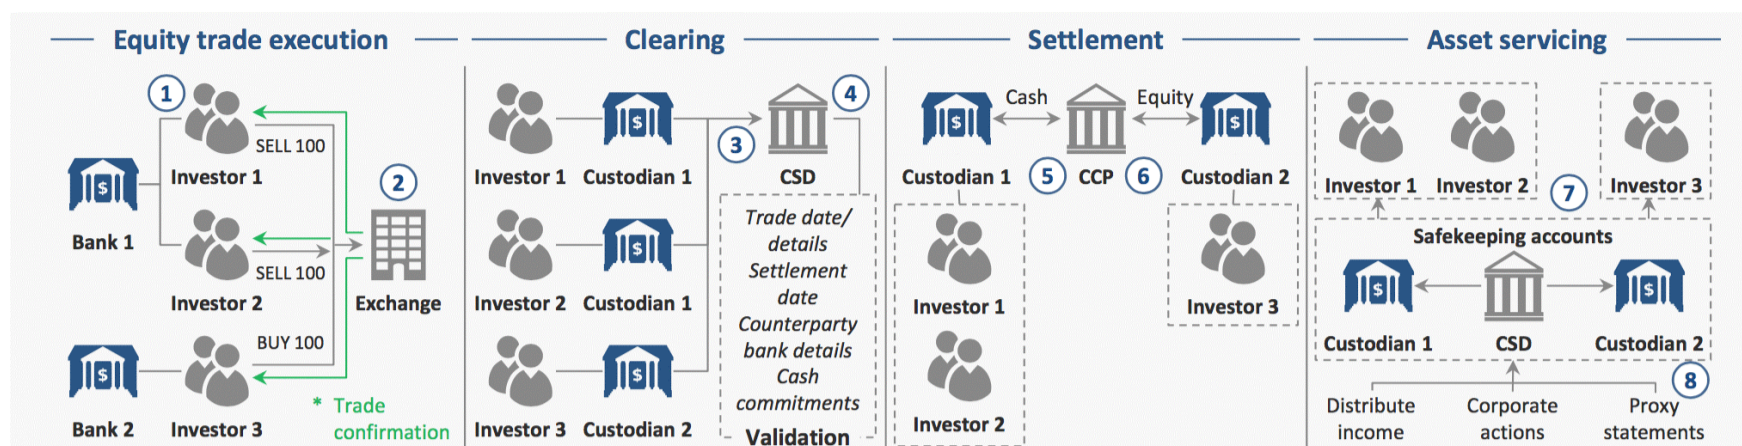 Equity trade execution
1
SELL 100
Investor 1
2
Bank 1
SELL 100
Investor 2
Exchange
BUY 100
* Trade
confirmation
Bank 2
Investor 3
Clearing
4
3
Investor 1
Custodian 1
CSD
Investor 2
Custodian 1
Investor 3
Custodian 2
Trade date/
details
Settlement
date
Counterparty
bank details
Cash
commitments
Validation
Settlement
Cash
Equity
Custodian 1
5
CCP
6
Custodian 2
Investor 1
Investor 3
Investor 2
Asset servicing
Investor 1
Investor 2
7
Investor 3
Safekeeping accounts
Custodian 1
CSD
Custodian 2
8
Distribute
income
Corporate
actions
Proxy
statements
$
$
$
$
$
$
$
$
$